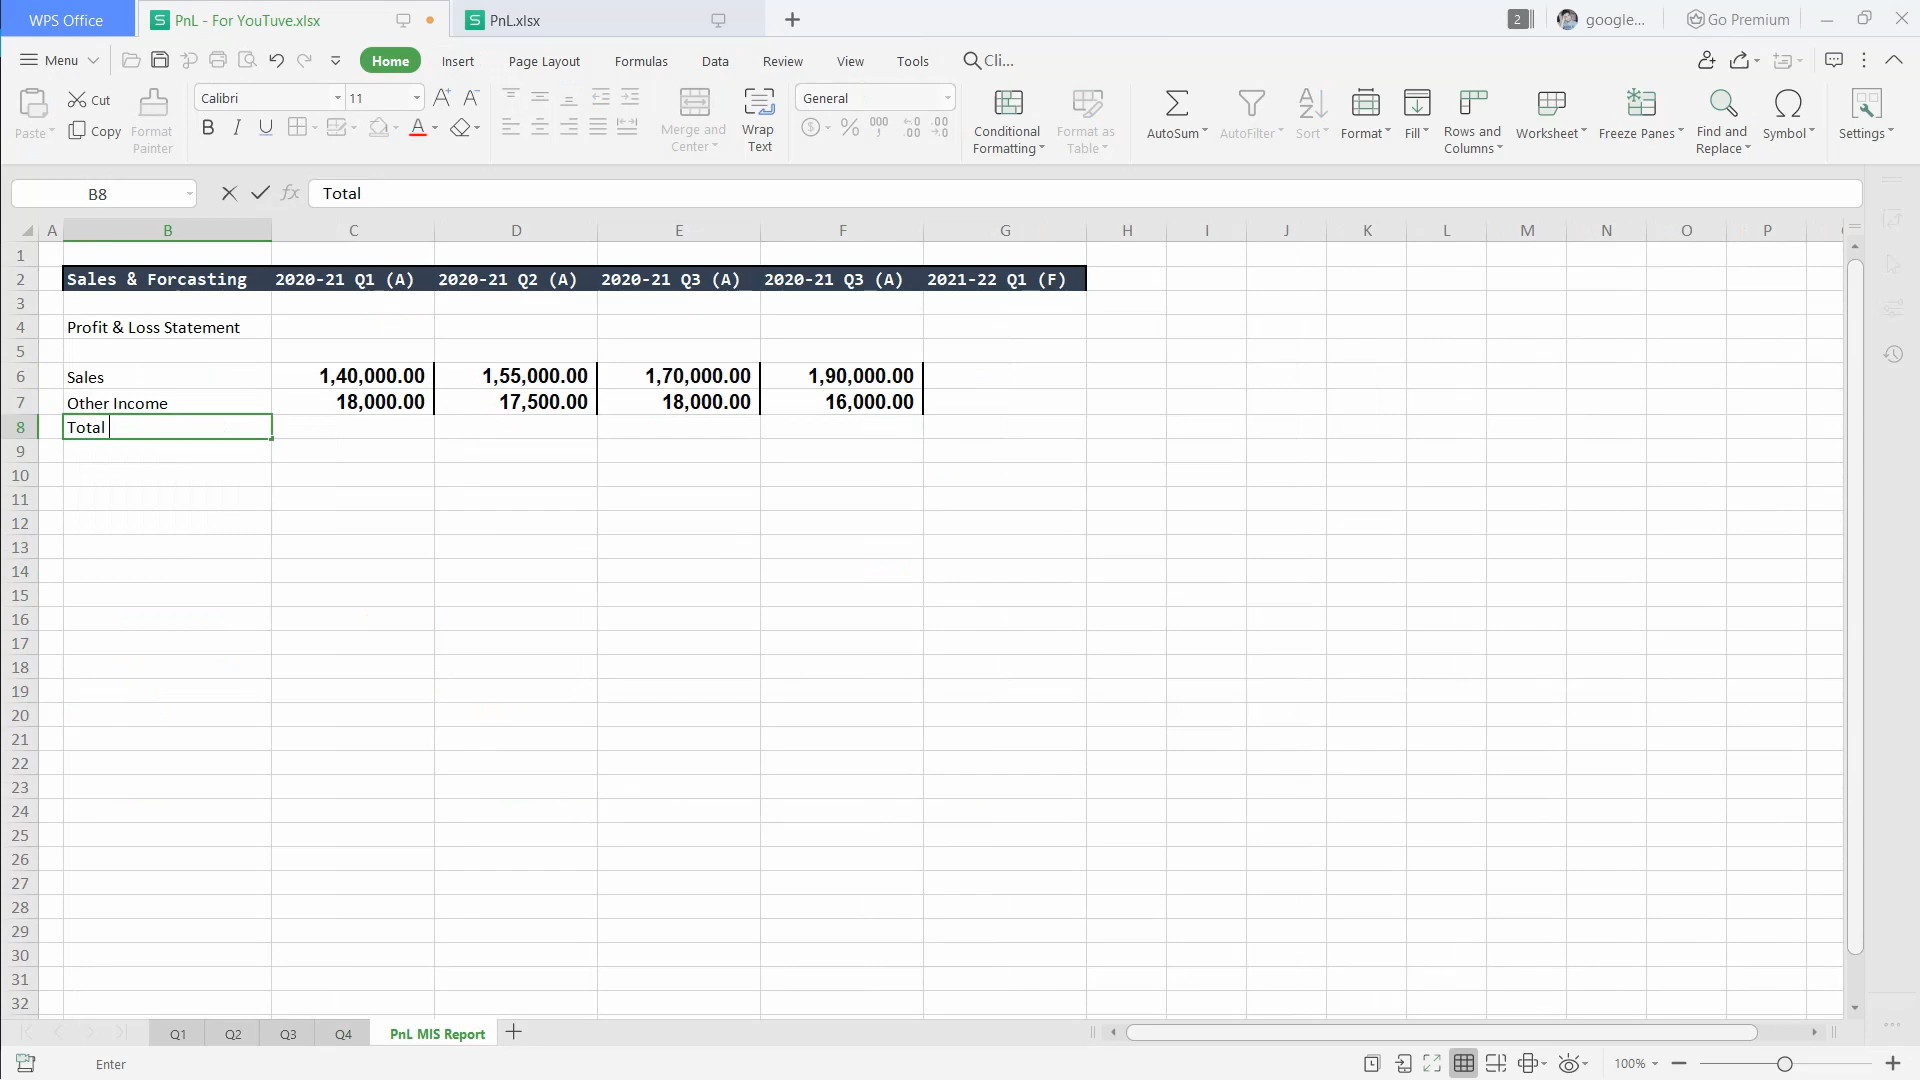 WPS Office
PnL - For YouTuve.xlsx
PnL.xlsx
2
google...
Go Premium
Menu
Home
Insert
Page Layout
Formulas
Data
Review
View
Tools
Cli...
Paste
Cut
Copy
Format Painter
Calibri
11
Merge and Center
Wrap Text
General
Conditional Formatting
Format as Table
AutoSum
AutoFilter
Sort
Format
Fill
Rows and Columns
Worksheet
Freeze Panes
Find and Replace
Symbol
Settings
B8
fx
Total
A B C D E F G H I J K L M N O P
1
2 Sales & Forcasting 2020-21 Q1 (A) 2020-21 Q2 (A) 2020-21 Q3 (A) 2020-21 Q3 (A) 2021-22 Q1 (F)
3
4 Profit & Loss Statement
5
6 Sales 1,40,000.00 1,55,000.00 1,70,000.00 1,90,000.00
7 Other Income 18,000.00 17,500.00 18,000.00 16,000.00
8 Total
9
10
11
12
13
14
15
16
17
18
19
20
21
22
23
24
25
26
27
28
29
30
31
32
Q1 Q2 Q3 Q4 PnL MIS Report
Enter
100%